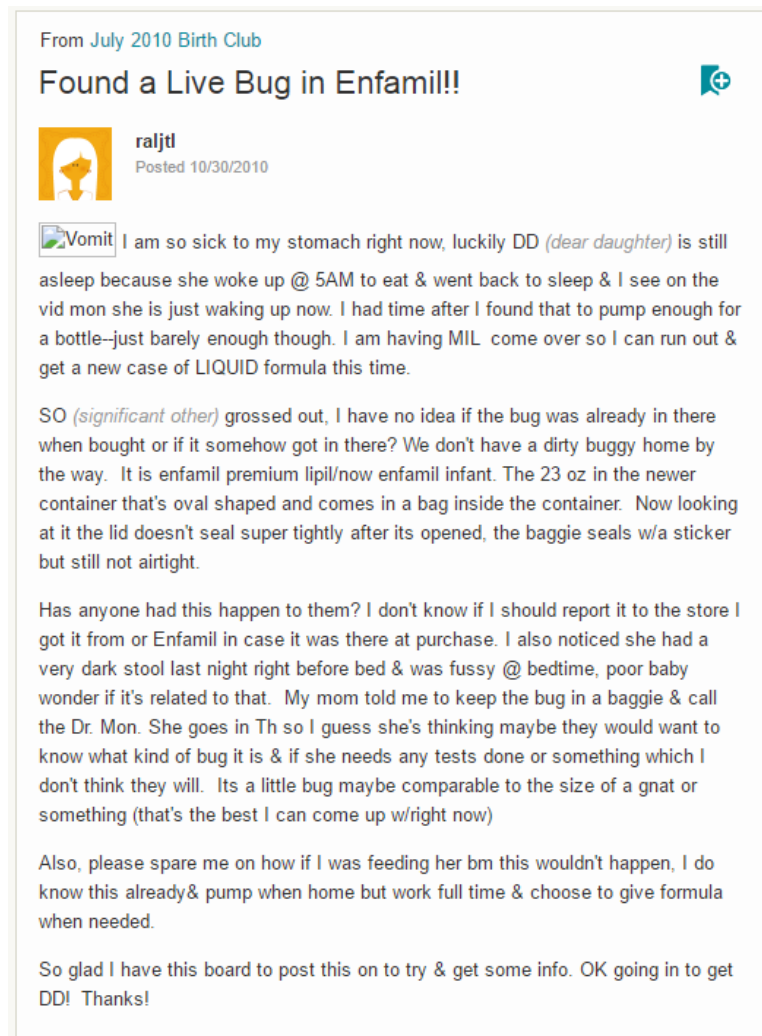 From July 2010 Birth Club
Found a Live Bug in Enfamil!!
raljtl
Posted 10/30/2010
Vomit I am so sick to my stomach right now, luckily DD (dear daughter) is still
asleep because she woke up @ 5AM to eat & went back to sleep & I see on the
vid mon she is just waking up now. I had time after I found that to pump enough for
a bottle--just barely enough though. I am having MIL  come over so I can run out &
get a new case of LIQUID formula this time.
SO (significant other) grossed out, I have no idea if the bug was already in there
when bought or if it somehow got in there? We don't have a dirty buggy home by
the way.  It is enfamil premium lipil/now enfamil infant. The 23 oz in the newer
container that's oval shaped and comes in a bag inside the container.  Now looking
at it the lid doesn't seal super tightly after its opened, the baggie seals w/a sticker
but still not airtight.
Has anyone had this happen to them? I don't know if I should report it to the store I
got it from or Enfamil in case it was there at purchase. I also noticed she had a
very dark stool last night right before bed & was fussy @ bedtime, poor baby
wonder if it's related to that.  My mom told me to keep the bug in a baggie & call
the Dr. Mon. She goes in Th so I guess she's thinking maybe they would want to
know what kind of bug it is & if she needs any tests done or something which I
don't think they will.  Its a little bug maybe comparable to the size of a gnat or
something (that's the best I can come up w/right now)
Also, please spare me on how if I was feeding her bm this wouldn't happen, I do
know this already& pump when home but work full time & choose to give formula
when needed.
So glad I have this board to post this on to try & get some info. OK going in to get
DD!  Thanks!